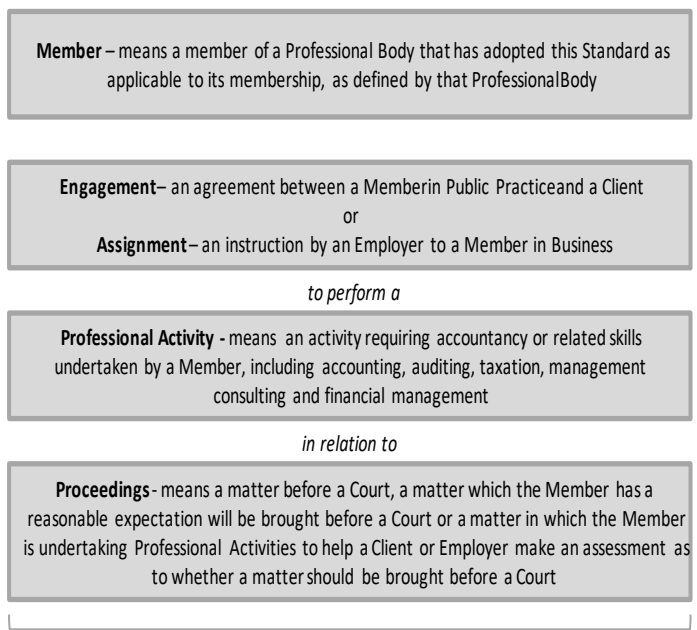 Member – means a member of a Professional Body that has adopted this Standard as
applicable to its membership, as defined by that ProfessionalBody
Engagement– an agreement between a Memberin Public Practiceand a Client
or
Assignment – an instruction by an Employer to a Member in Business
to perform a
Professional Activity - means an activity requiring accountancy or related skills
undertaken by a Member, including accounting, auditing, taxation, management
consulting and financial management
in relation to
Proceedings - means a matter before a Court, a matter which the Member has a
reasonable expectation will be brought before a Court or a matter in which the Member
is undertaking Professional Activities to help a Client or Employer make an assessment as
to whether a matter should be brought before a Court